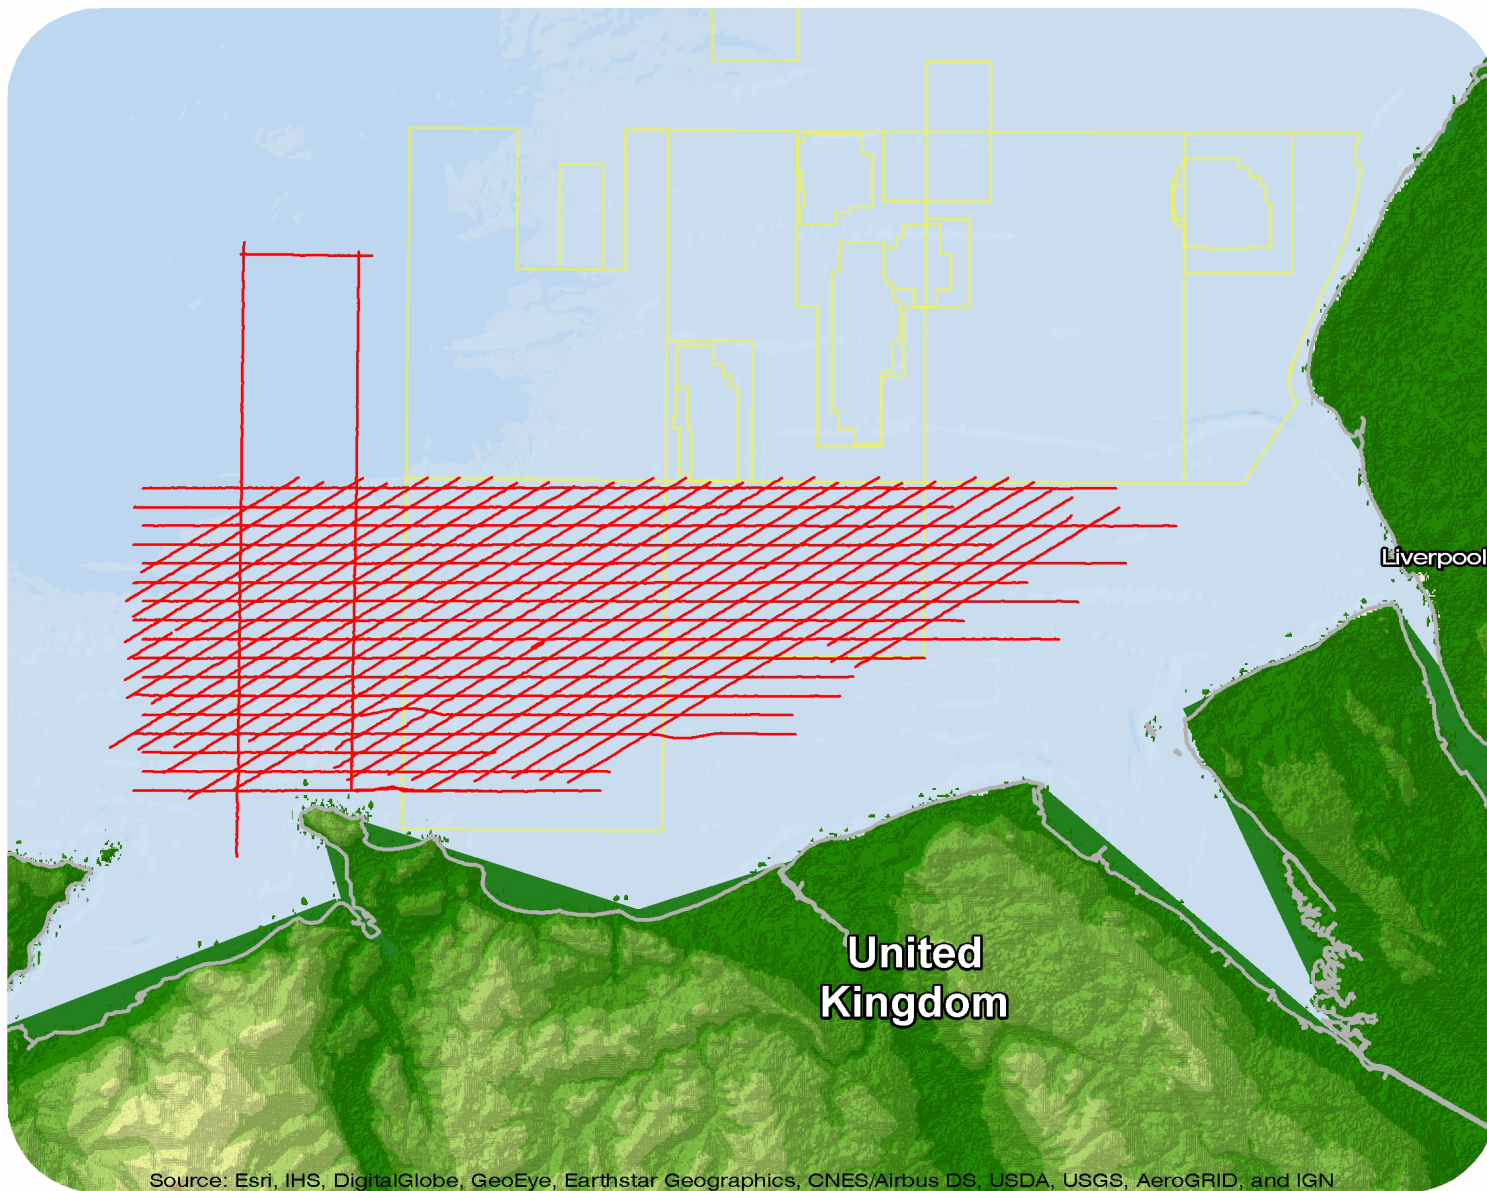 Liverpool
United
Kingdom
Source: Esri, IHS, DigitalGlobe, GeoEye, Earthstar Geographics, CNES/Airbus DS, USDA, USGS, AeroGRID, and IGN